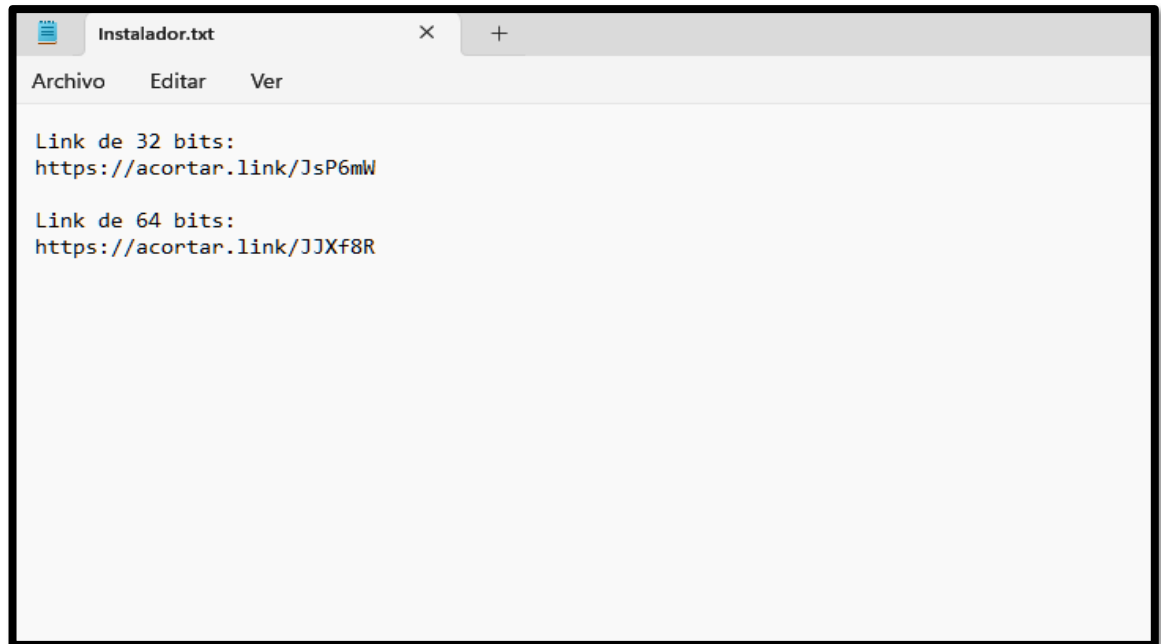 Instalador.txt
Archivo Editar Ver
Link de 32 bits:
https://acortar.link/JsP6mW
Link de 64 bits:
https://acortar.link/JJXf8R